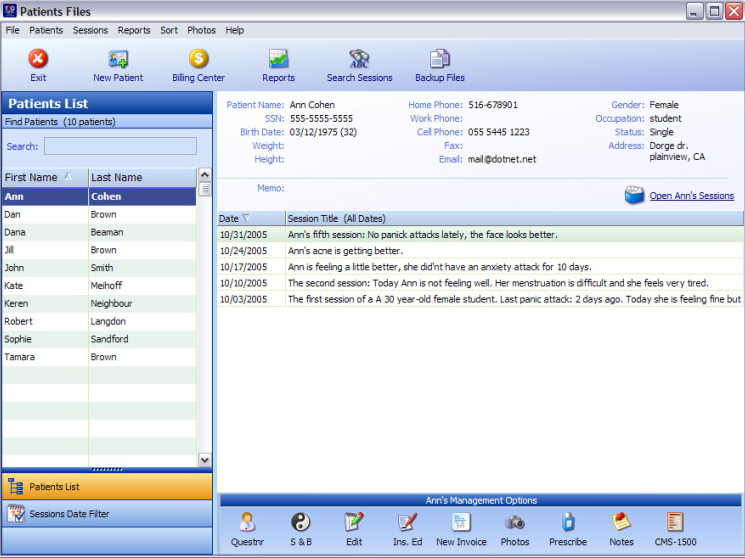 Patients Files
File Patients Sessions Reports Sort Photos Help
Exit New Patient Billing Center Reports Search Sessions Backup Files
Patients List
Find Patients (10 patients)
Search:
First Name Last Name
Ann Cohen
Dan Brown
Dana Beaman
Jill Brown
John Smith
Kate Meihoff
Keren Neighbour
Robert Langdon
Sophie Sandford
Tamara Brown
Patients List
Sessions Date Filter
Patient Name: Ann Cohen Home Phone: 516-678901 Gender: Female
SSN: 555-5555-5555 Work Phone: Occupation: student
Birth Date: 03/12/1975 (32) Cell Phone: 055 5445 1223 Status: Single
Weight: Fax: Address: Dorge dr.
Height: Email: mail@dotnet.net plainview, CA
Memo:
Open Ann's Sessions
Date Session Title (All Dates)
10/31/2005 Ann's fifth session: No panick attacks lately, the face looks better.
10/24/2005 Ann's acne is getting better.
10/17/2005 Ann is feeling a little better, she did'nt have an anxiety attack for 10 days.
10/10/2005 The second session: Today Ann is not feeling well. Her menstruation is difficult and she feels very tired.
10/03/2005 The first session of a A 30 year-old female student. Last panic attack: 2 days ago. Today she is feeling fine but
Ann's Management Options
Questnr S & B Edit Ins. Ed New Invoice Photos Prescribe Notes CMS-1500